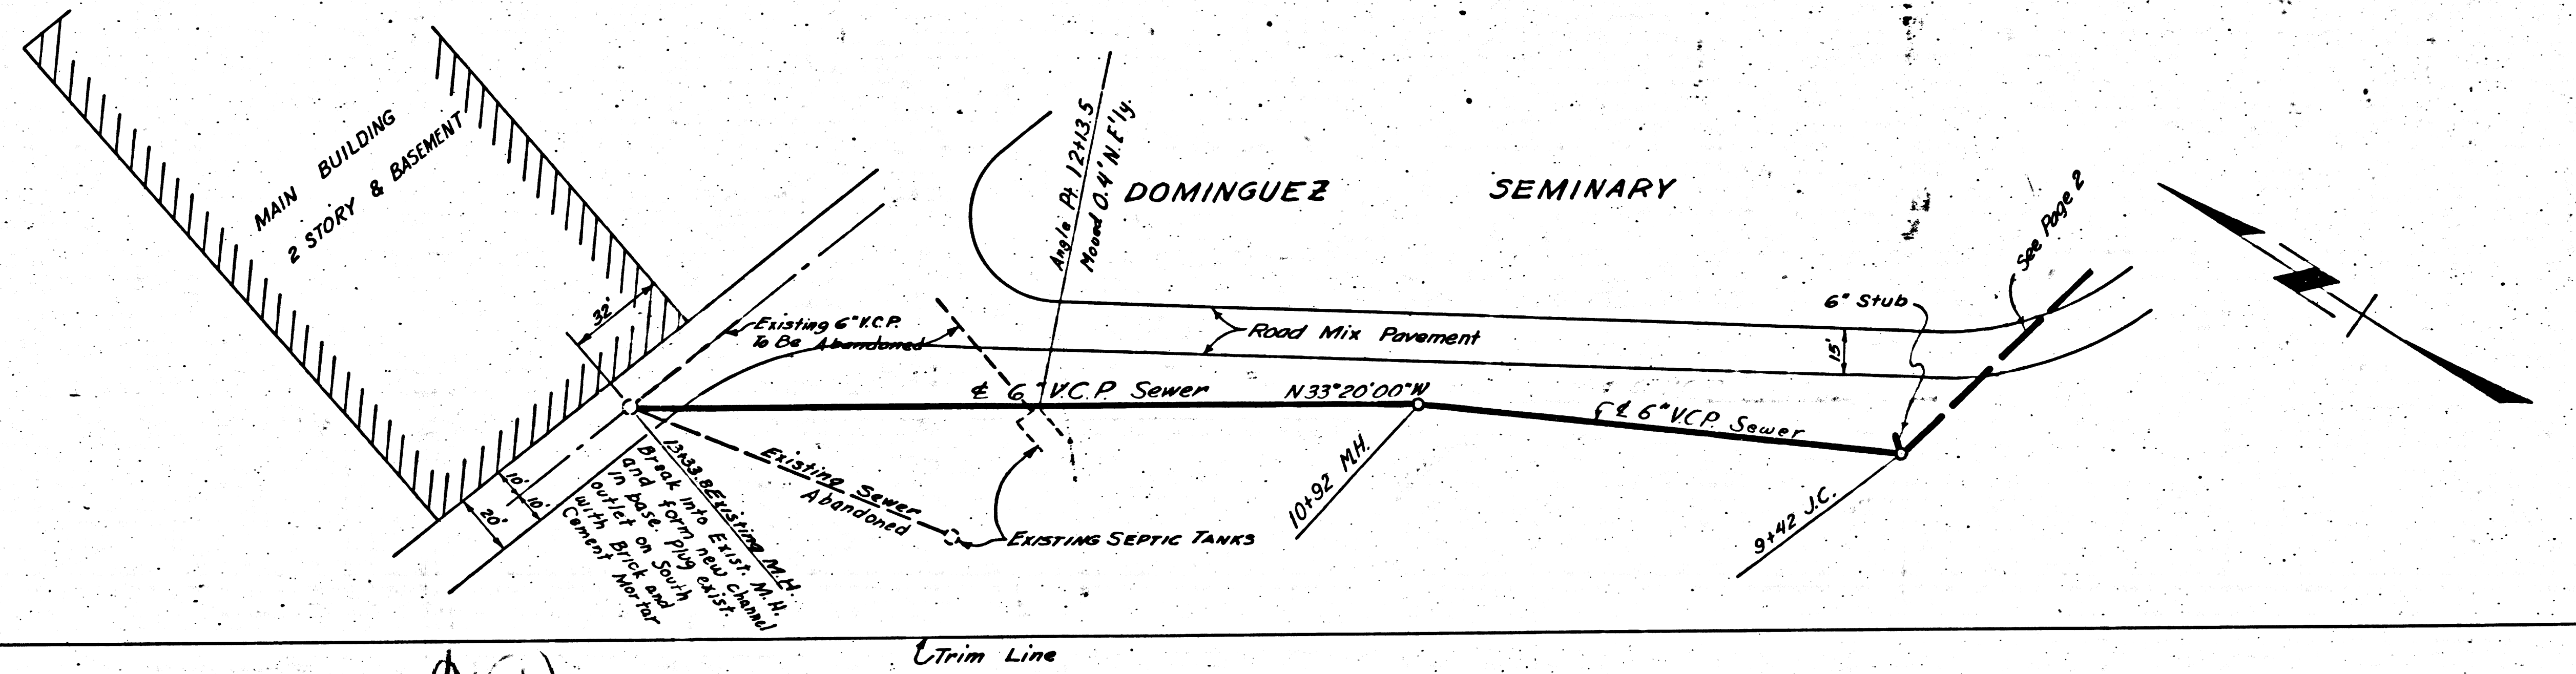 MAIN BUILDING
2 STORY & BASEMENT
32'
Existing 6" V.C.P.
To Be Abandoned
Angle Pt. 12+13.5
Moved 0.4' N.E'ly.
DOMINGUEZ SEMINARY
Road Mix Pavement
15'
6" Stub
See Page 2
℄ 6" V.C.P. Sewer
N33°20'00"W
℄ 6" V.C.P. Sewer
10'
10'
20'
13+33.8 Existing M.H.
Break into Exist. M.H.
and form new channel
in base. Plug exist.
outlet on South
with Brick and
Cement Mortar
Existing Sewer
Abandoned
EXISTING SEPTIC TANKS
10+92 M.H.
9+42 J.C.
Trim Line